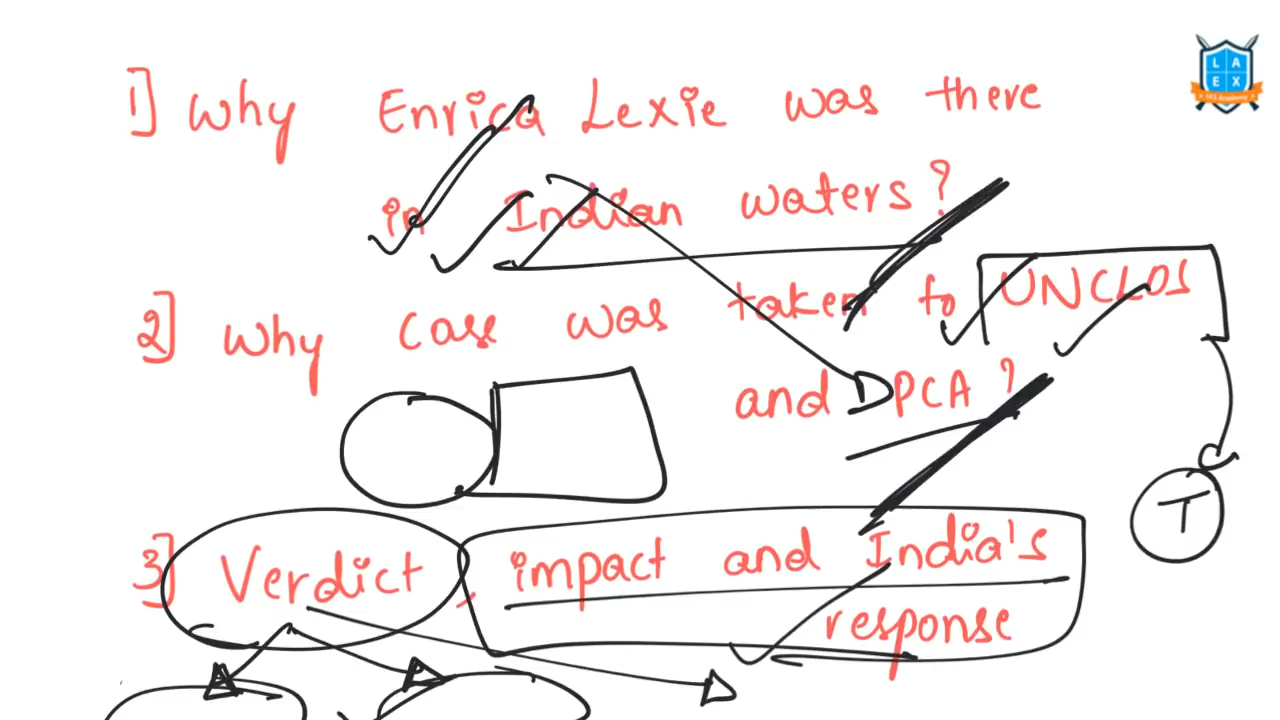 1] Why Enrica Lexie was there
in Indian waters?
2] Why case was taken to UNCLOS
and PCA?
3] Verdict, impact and India's
response
T
L A
E X